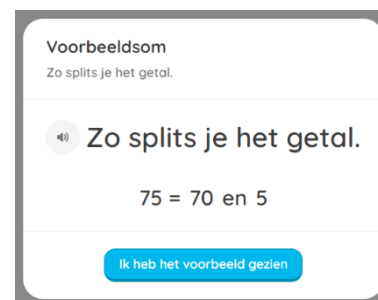 Voorbeeldsom
Zo splits je het getal.
Zo splits je het getal.
75 = 70 en 5
Ik heb het voorbeeld gezien